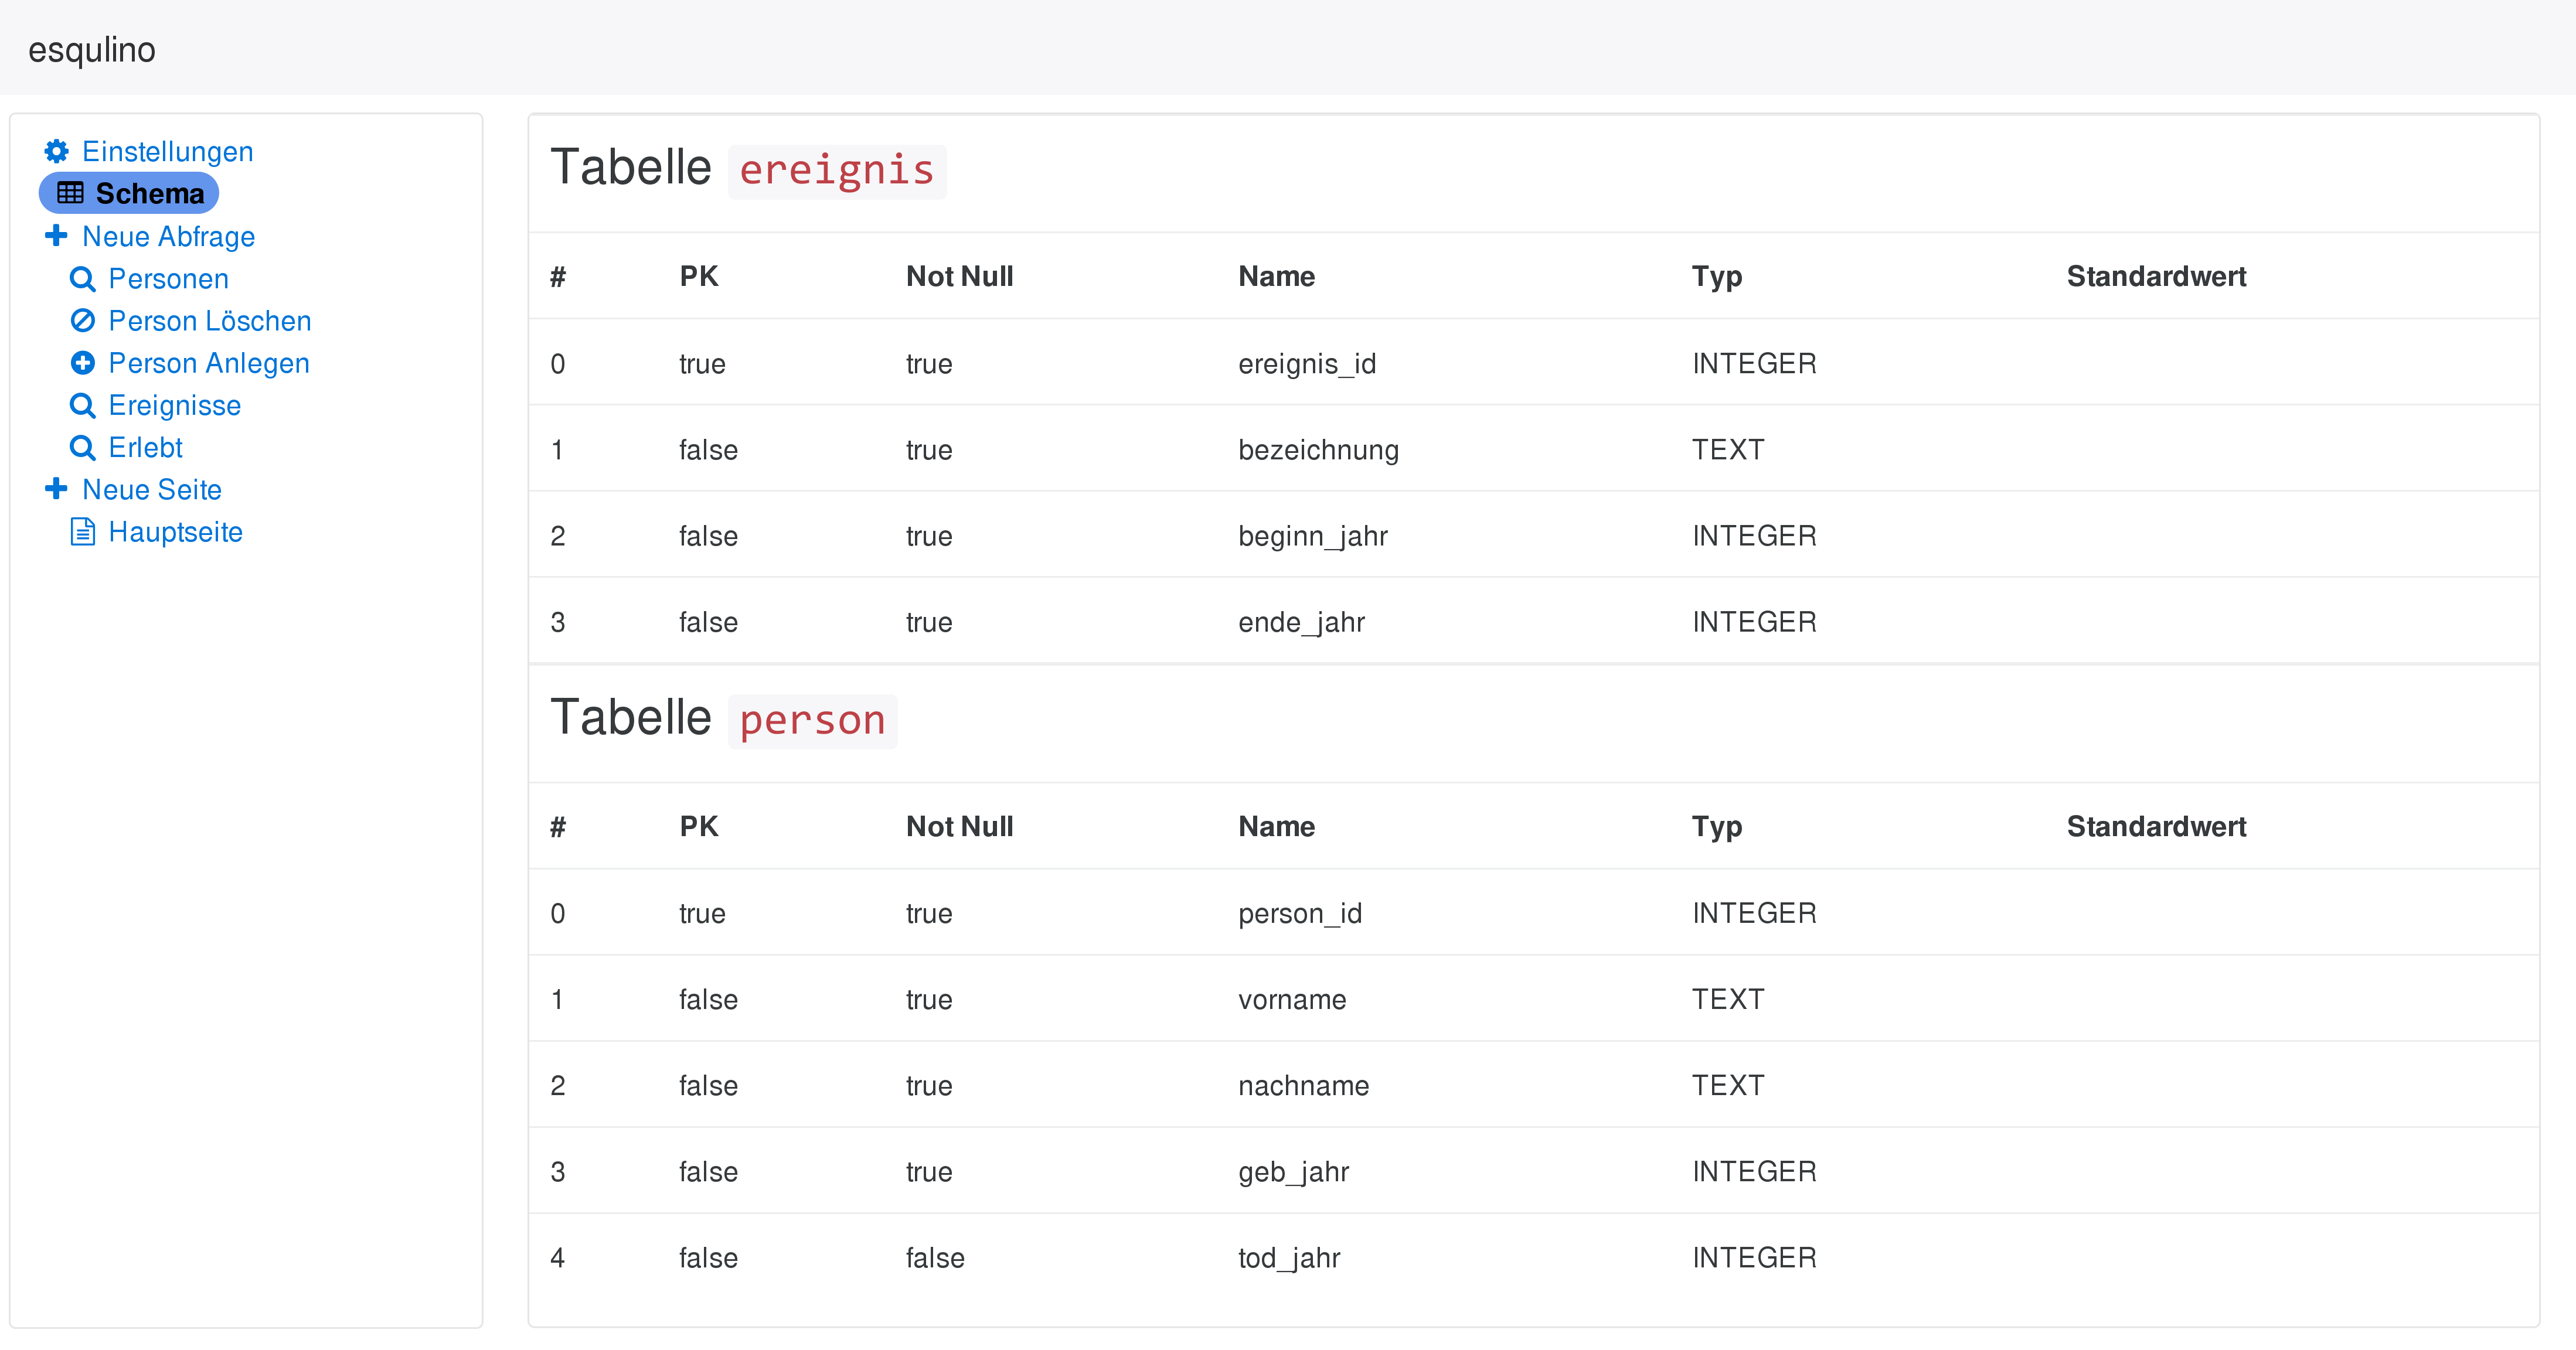 esqulino
Einstellungen
Schema
Neue Abfrage
Personen
Person Löschen
Person Anlegen
Ereignisse
Erlebt
Neue Seite
Hauptseite
Tabelle ereignis
# PK Not Null Name Typ Standardwert
0 true true ereignis_id INTEGER
1 false true bezeichnung TEXT
2 false true beginn_jahr INTEGER
3 false true ende_jahr INTEGER
Tabelle person
# PK Not Null Name Typ Standardwert
0 true true person_id INTEGER
1 false true vorname TEXT
2 false true nachname TEXT
3 false true geb_jahr INTEGER
4 false false tod_jahr INTEGER